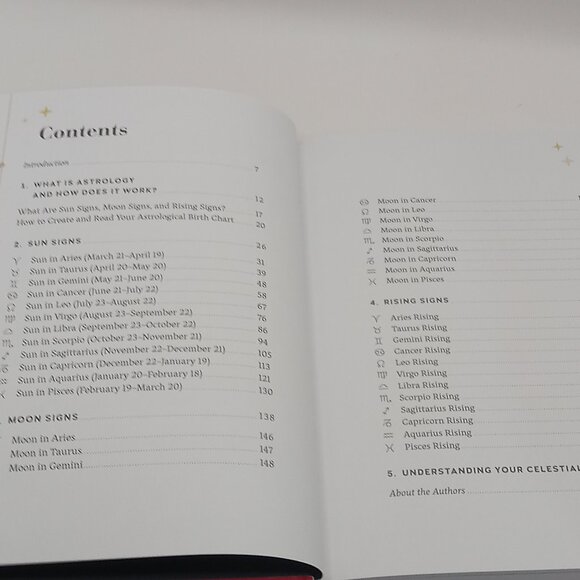 Contents
Introduction 7
1. WHAT IS ASTROLOGY
AND HOW DOES IT WORK? 12
What Are Sun Signs, Moon Signs, and Rising Signs? 17
How to Create and Read Your Astrological Birth Chart 20
2. SUN SIGNS 26
♈ Sun in Aries (March 21–April 19) 31
♉ Sun in Taurus (April 20–May 20) 39
♊ Sun in Gemini (May 21–June 20) 48
♋ Sun in Cancer (June 21–July 22) 58
♌ Sun in Leo (July 23–August 22) 67
♍ Sun in Virgo (August 23–September 22) 76
♎ Sun in Libra (September 23–October 22) 86
♏ Sun in Scorpio (October 23–November 21) 94
♐ Sun in Sagittarius (November 22–December 21) 105
♑ Sun in Capricorn (December 22–January 19) 113
♒ Sun in Aquarius (January 20–February 18) 121
♓ Sun in Pisces (February 19–March 20) 130
MOON SIGNS 138
Moon in Aries 146
Moon in Taurus 147
Moon in Gemini 148
♋ Moon in Cancer
♌ Moon in Leo
♍ Moon in Virgo
♎ Moon in Libra
♏ Moon in Scorpio
♐ Moon in Sagittarius
♑ Moon in Capricorn
♒ Moon in Aquarius
♓ Moon in Pisces
4. RISING SIGNS
♈ Aries Rising
♉ Taurus Rising
♊ Gemini Rising
♋ Cancer Rising
♌ Leo Rising
♍ Virgo Rising
♎ Libra Rising
♏ Scorpio Rising
♐ Sagittarius Rising
♑ Capricorn Rising
♒ Aquarius Rising
♓ Pisces Rising
5. UNDERSTANDING YOUR CELESTIAL
About the Authors